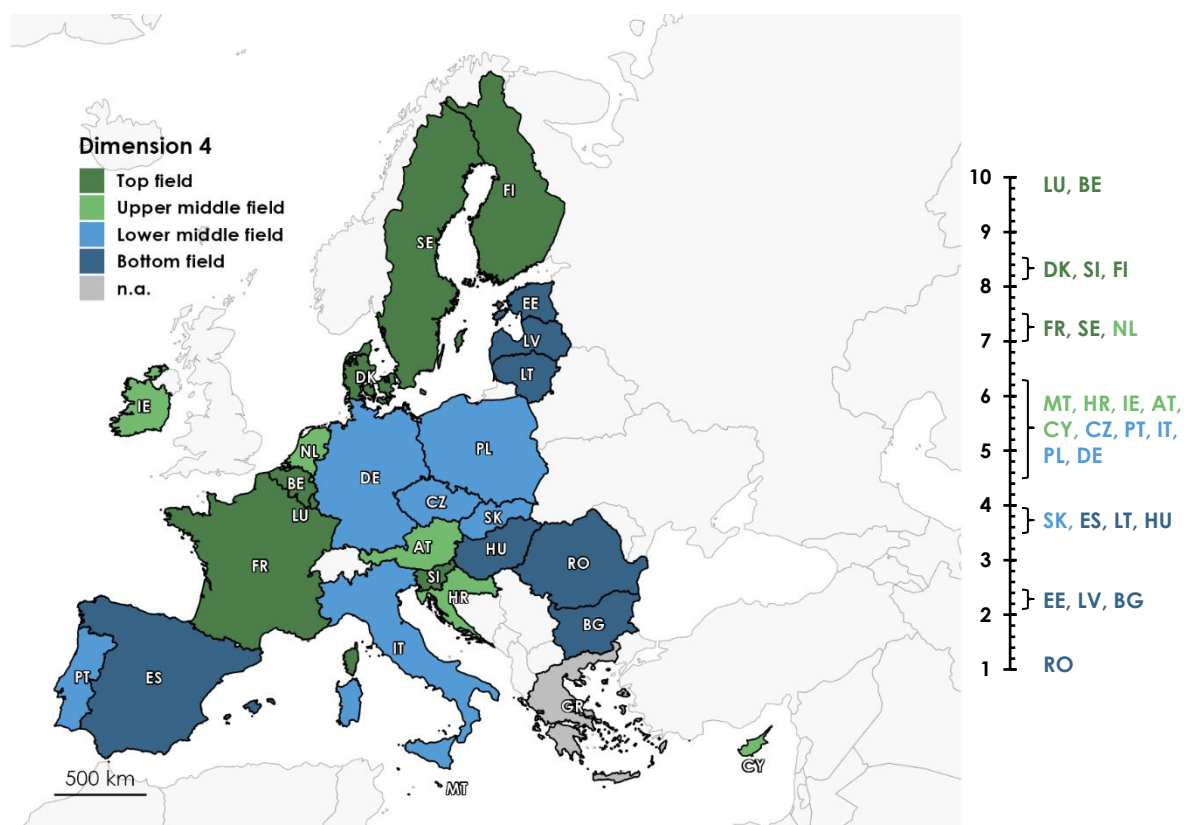 Dimension 4
Top field
Upper middle field
Lower middle field
Bottom field
n.a.
FI
SE
EE
LV
LT
DK
IE
NL
PL
BE
DE
CZ
LU
SK
AT
HU
FR
RO
SI
HR
BG
IT
PT
ES
GR
CY
MT
500 km
10 LU, BE
9
DK, SI, FI
8
FR, SE, NL
7
6
MT, HR, IE, AT,
CY, CZ, PT, IT,
5
PL, DE
4
SK, ES, LT, HU
3
EE, LV, BG
2
1 RO